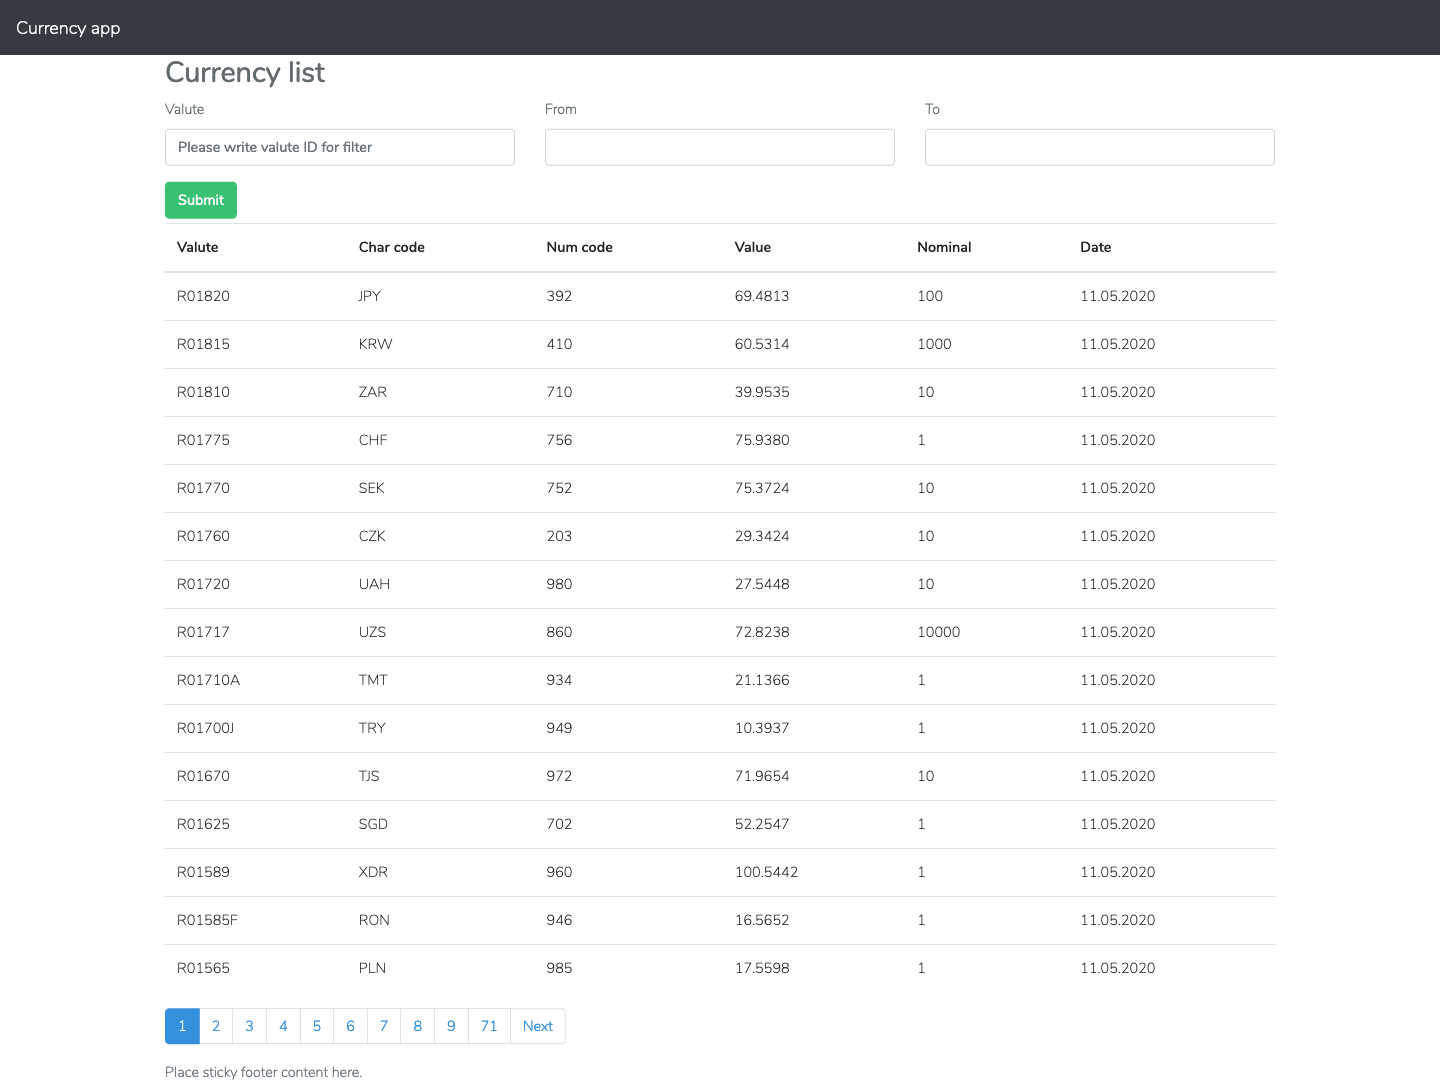 Currency app
Currency list
Valute From To
Please write valute ID for filter
Submit
Valute Char code Num code Value Nominal Date
R01820 JPY 392 69.4813 100 11.05.2020
R01815 KRW 410 60.5314 1000 11.05.2020
R01810 ZAR 710 39.9535 10 11.05.2020
R01775 CHF 756 75.9380 1 11.05.2020
R01770 SEK 752 75.3724 10 11.05.2020
R01760 CZK 203 29.3424 10 11.05.2020
R01720 UAH 980 27.5448 10 11.05.2020
R01717 UZS 860 72.8238 10000 11.05.2020
R01710A TMT 934 21.1366 1 11.05.2020
R01700J TRY 949 10.3937 1 11.05.2020
R01670 TJS 972 71.9654 10 11.05.2020
R01625 SGD 702 52.2547 1 11.05.2020
R01589 XDR 960 100.5442 1 11.05.2020
R01585F RON 946 16.5652 1 11.05.2020
R01565 PLN 985 17.5598 1 11.05.2020
1 2 3 4 5 6 7 8 9 71 Next
Place sticky footer content here.